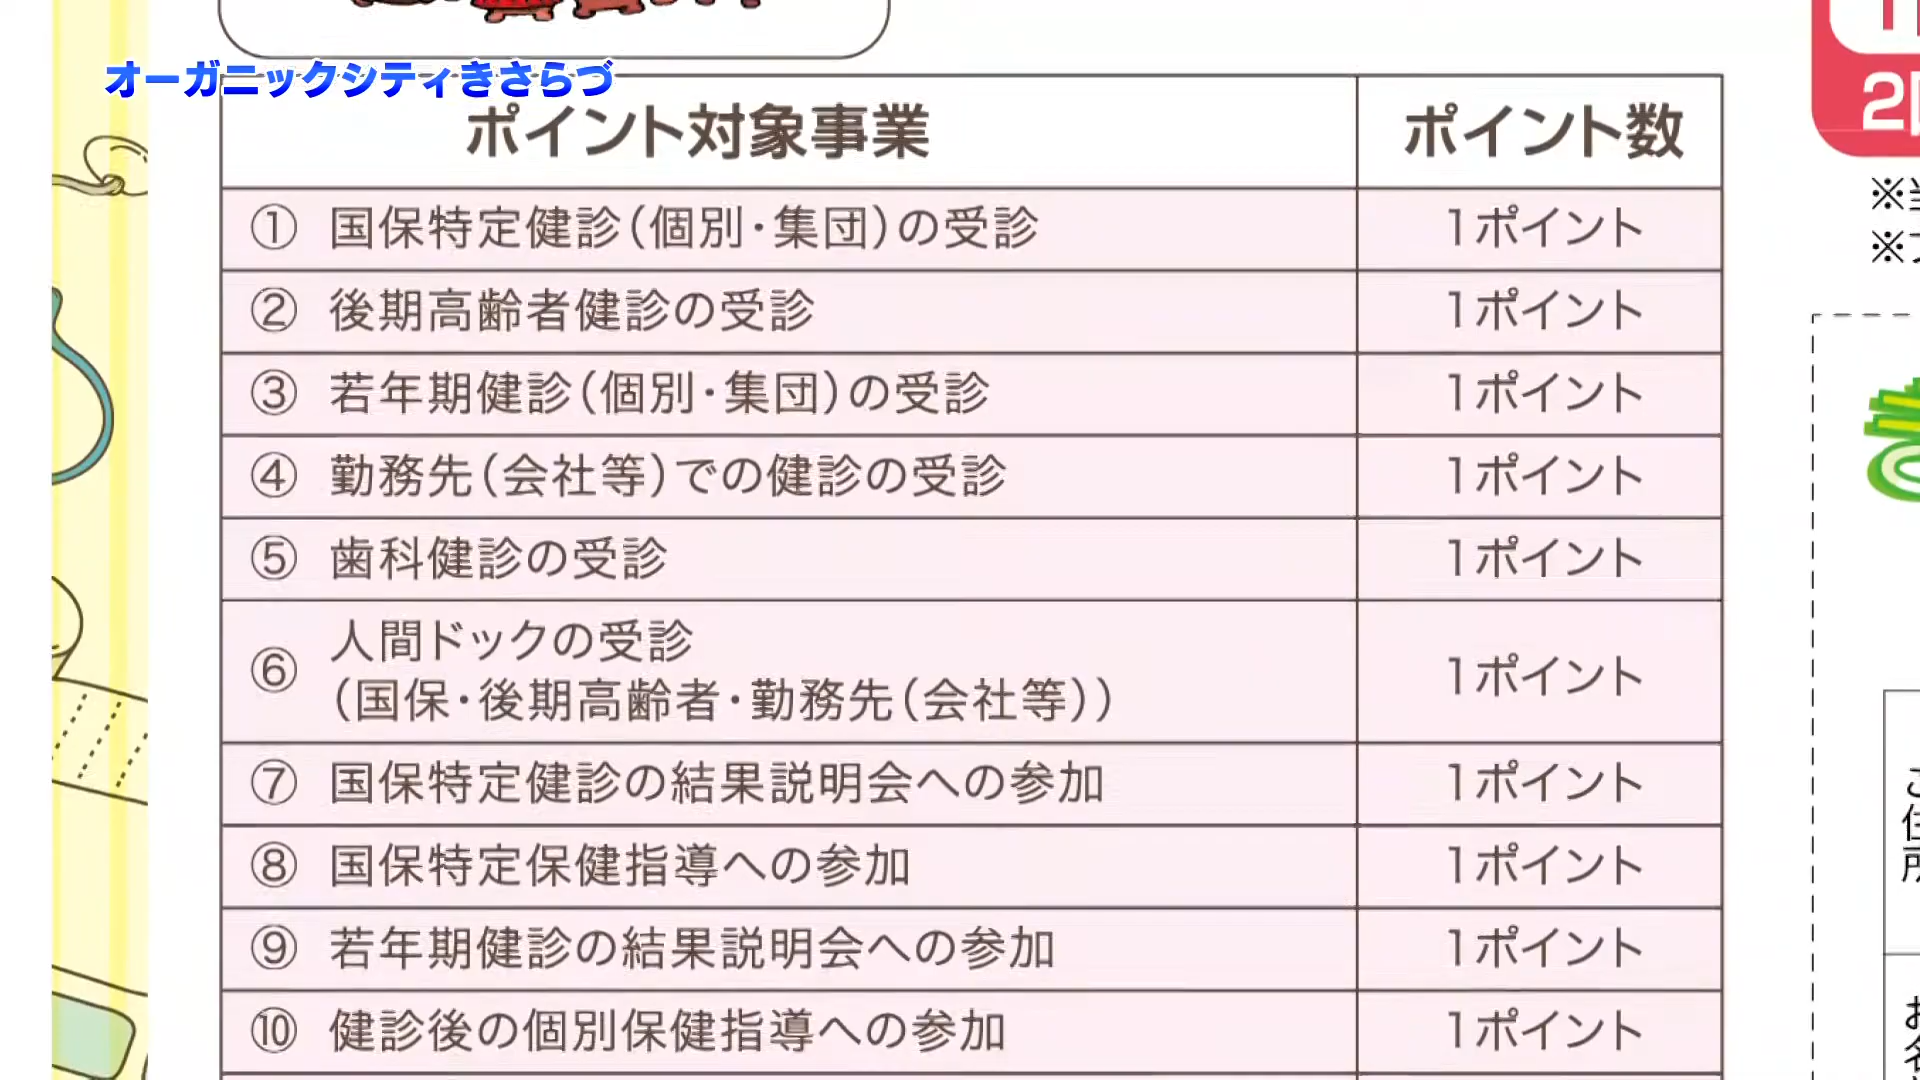 オーガニックシティきさらづ
ポイント対象事業 ポイント数
① 国保特定健診(個別・集団)の受診 1ポイント
② 後期高齢者健診の受診 1ポイント
③ 若年期健診(個別・集団)の受診 1ポイント
④ 勤務先(会社等)での健診の受診 1ポイント
⑤ 歯科健診の受診 1ポイント
⑥ 人間ドックの受診
(国保・後期高齢者・勤務先(会社等)) 1ポイント
⑦ 国保特定健診の結果説明会への参加 1ポイント
⑧ 国保特定保健指導への参加 1ポイント
⑨ 若年期健診の結果説明会への参加 1ポイント
⑩ 健診後の個別保健指導への参加 1ポイント